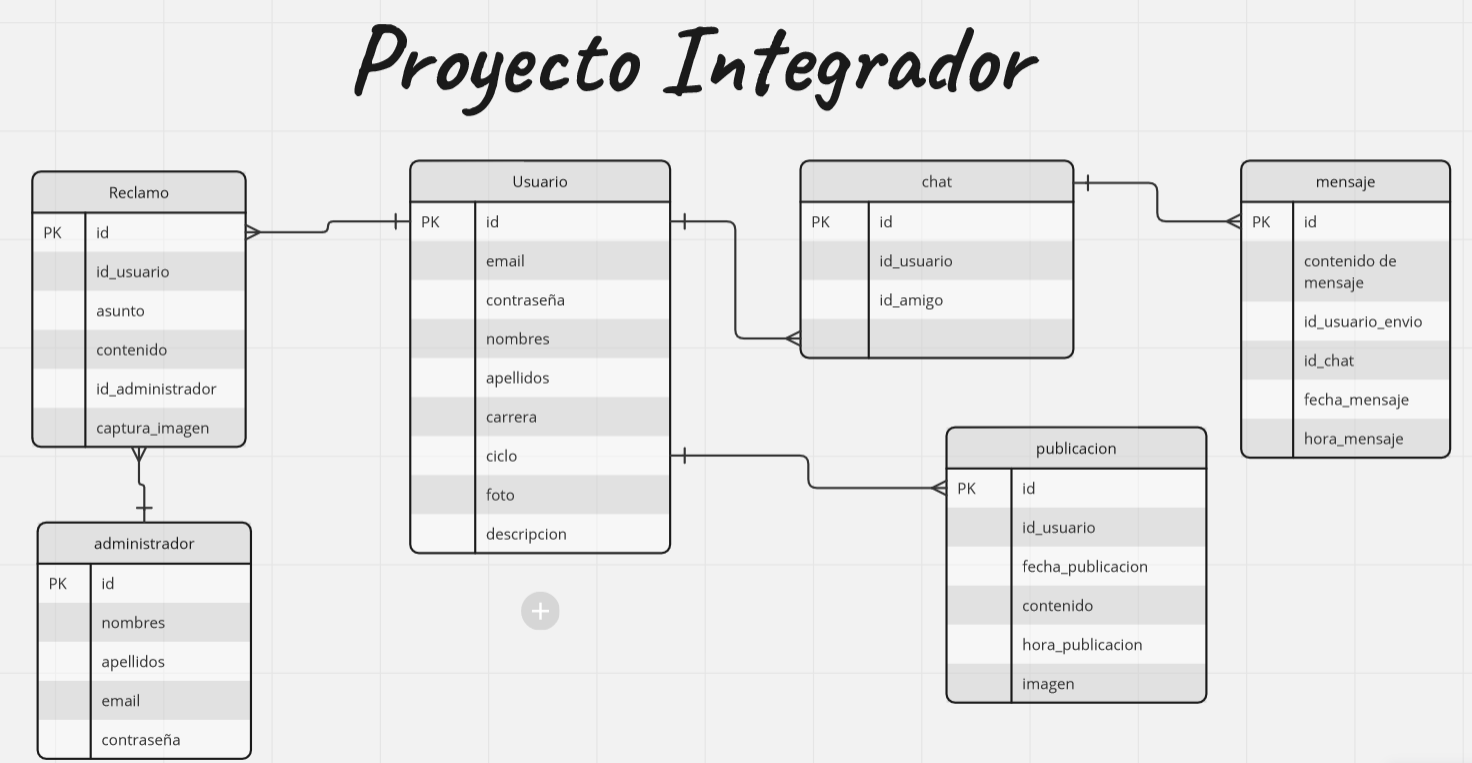 Proyecto Integrador
Reclamo
PK id
id_usuario
asunto
contenido
id_administrador
captura_imagen
administrador
PK id
nombres
apellidos
email
contraseña
Usuario
PK id
email
contraseña
nombres
apellidos
carrera
ciclo
foto
descripcion
chat
PK id
id_usuario
id_amigo
publicacion
PK id
id_usuario
fecha_publicacion
contenido
hora_publicacion
imagen
mensaje
PK id
contenido de
mensaje
id_usuario_envio
id_chat
fecha_mensaje
hora_mensaje